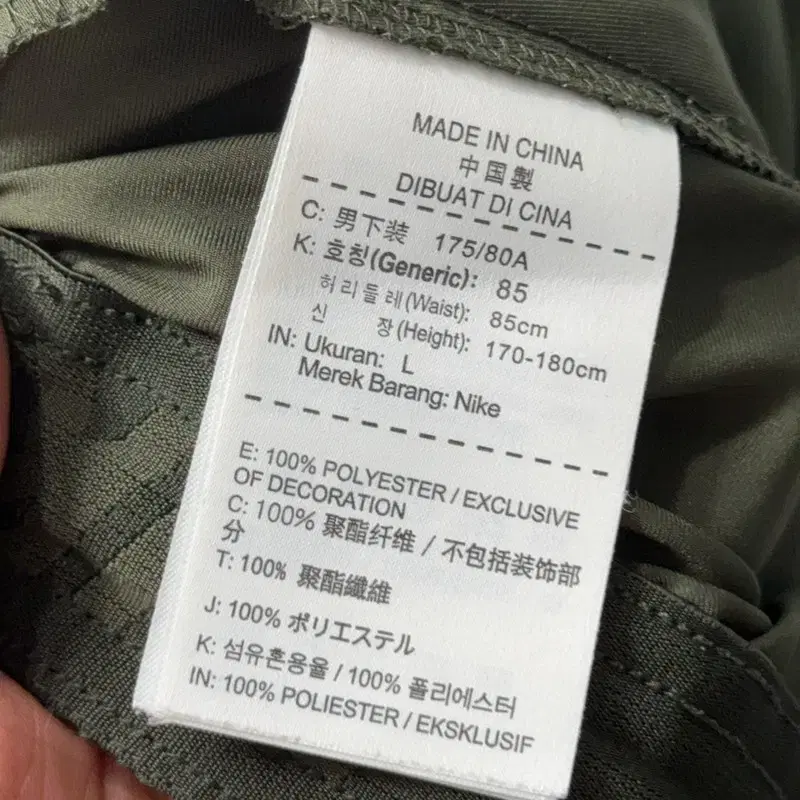 MADE IN CHINA
中国製
DIBUAT DI CINA
C: 男下装 175/80A
K: 호칭(Generic): 85
허리둘레(Waist): 85cm
신 장(Height): 170-180cm
IN: Ukuran: L
Merek Barang: Nike
E: 100% POLYESTER / EXCLUSIVE
OF DECORATION
C: 100% 聚酯纤维 / 不包括装饰部
分
T: 100% 聚酯纖維
J: 100% ポリエステル
K: 섬유혼용율 / 100% 폴리에스터
IN: 100% POLIESTER / EKSKLUSIF